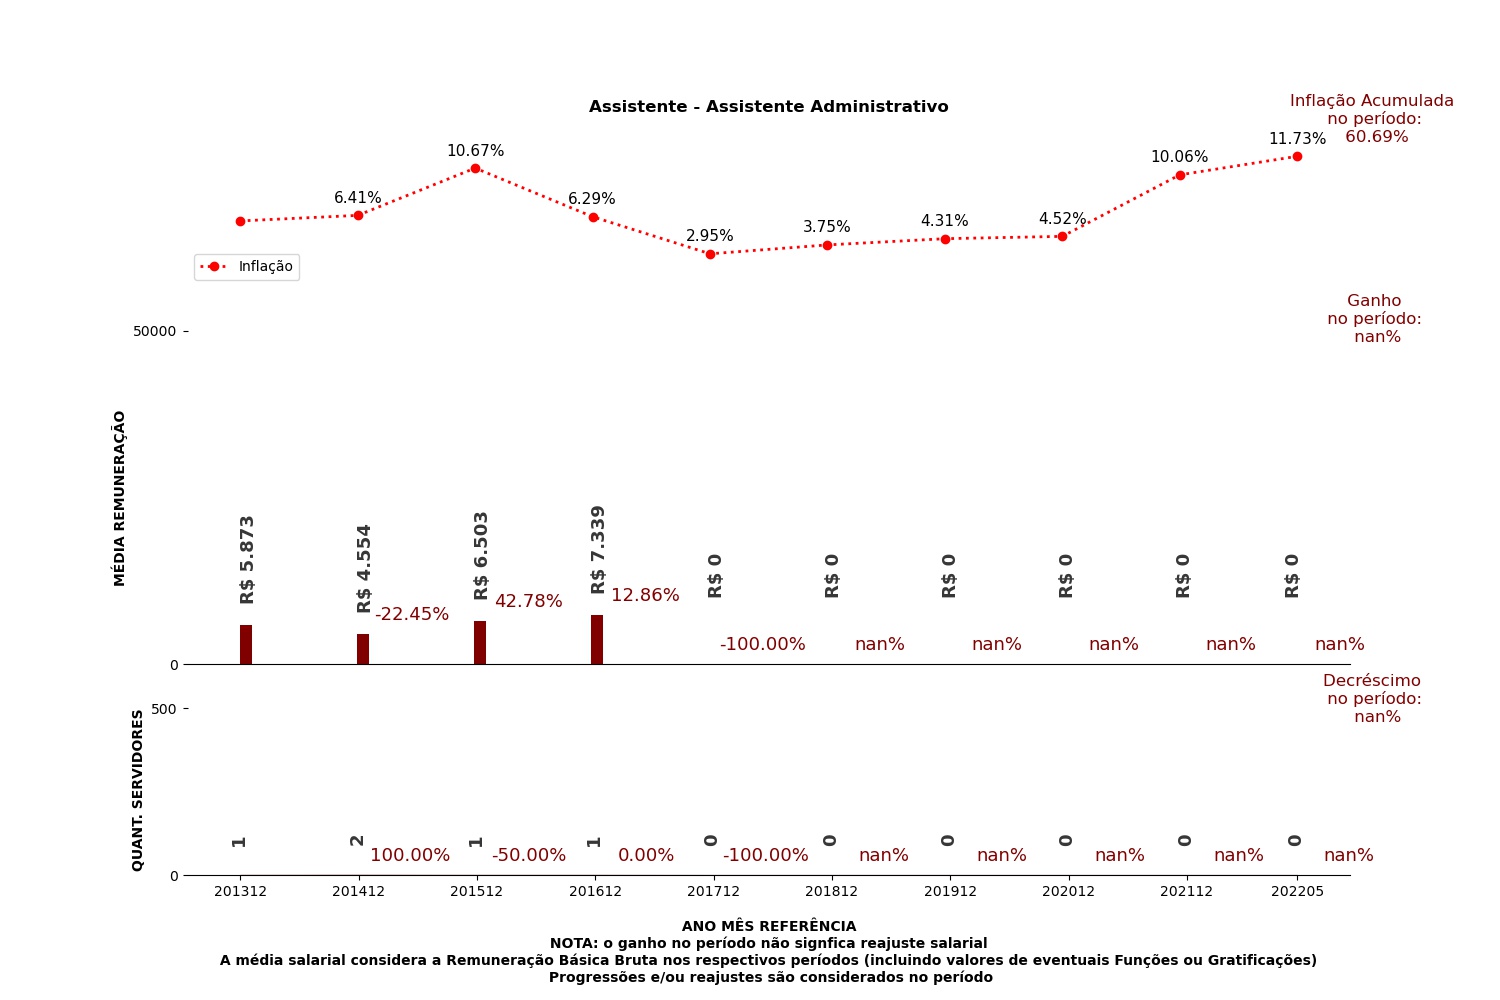 Assistente - Assistente Administrativo
Inflação Acumulada
no período:
60.69%
6.41%
10.67%
6.29%
2.95%
3.75%
4.31%
4.52%
10.06%
11.73%
Inflação
Ganho
no período:
nan%
50000
0
MÉDIA REMUNERAÇÃO
R$ 5.873
R$ 4.554
R$ 6.503
R$ 7.339
R$ 0
R$ 0
R$ 0
R$ 0
R$ 0
R$ 0
-22.45%
42.78%
12.86%
-100.00%
nan%
nan%
nan%
nan%
nan%
Decréscimo
no período:
nan%
500
0
QUANT. SERVIDORES
1
2
1
1
0
0
0
0
0
0
100.00%
-50.00%
0.00%
-100.00%
nan%
nan%
nan%
nan%
nan%
201312
201412
201512
201612
201712
201812
201912
202012
202112
202205
ANO MÊS REFERÊNCIA
NOTA: o ganho no período não signfica reajuste salarial
A média salarial considera a Remuneração Básica Bruta nos respectivos períodos (incluindo valores de eventuais Funções ou Gratificações)
Progressões e/ou reajustes são considerados no período